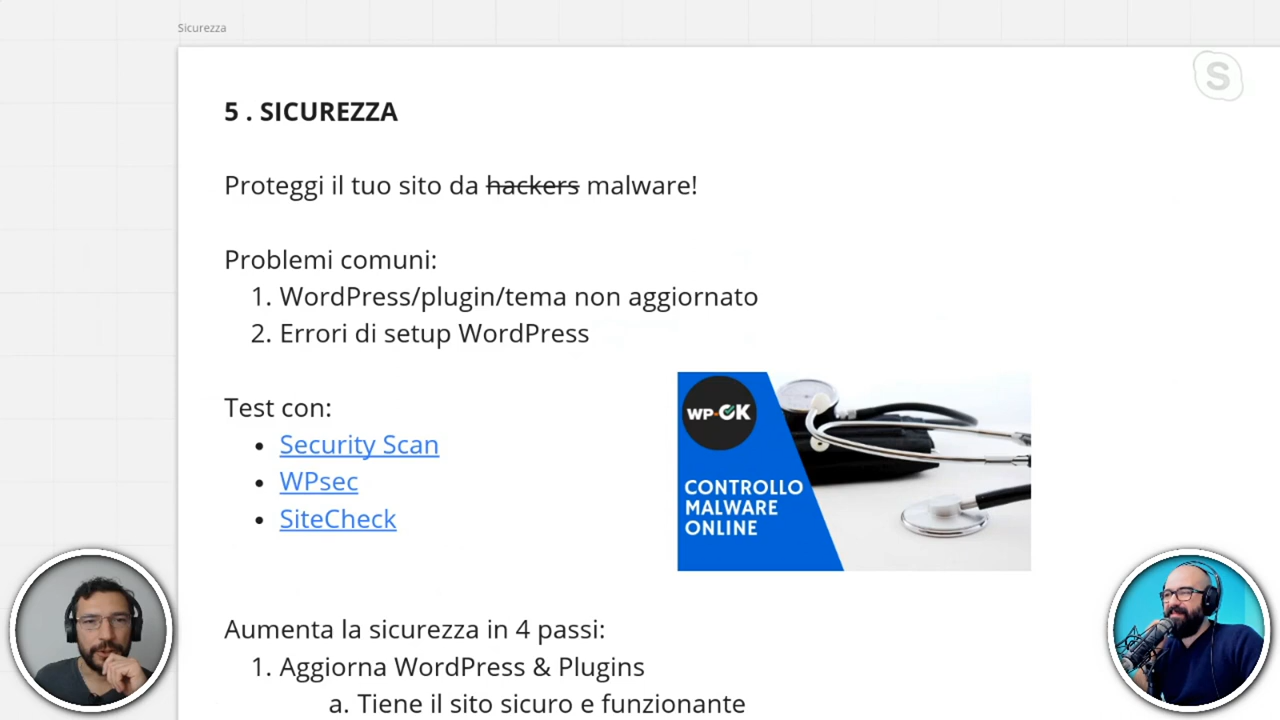 Sicurezza
S
5 . SICUREZZA
Proteggi il tuo sito da hackers malware!
Problemi comuni:
1. WordPress/plugin/tema non aggiornato
2. Errori di setup WordPress
Test con:
• Security Scan
• WPsec
• SiteCheck
WP-OK
CONTROLLO
MALWARE
ONLINE
Aumenta la sicurezza in 4 passi:
1. Aggiorna WordPress & Plugins
a. Tiene il sito sicuro e funzionante